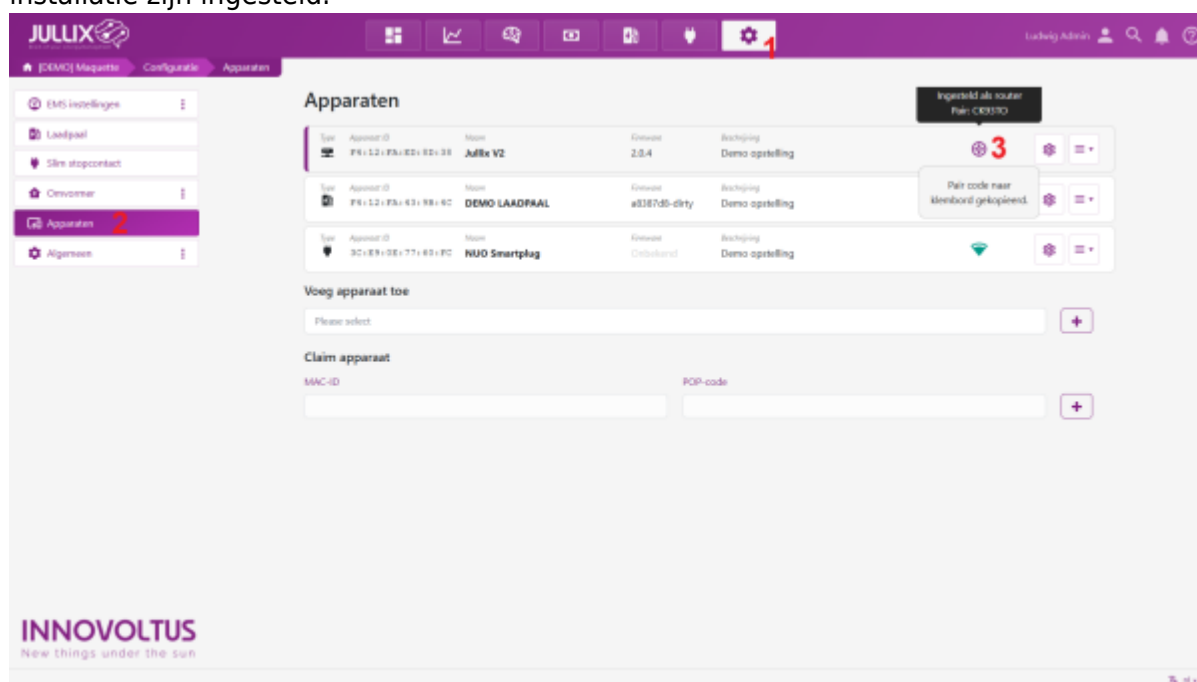 installatie zijn ingesteld.
JULLIX
1
Ludwig Admin
[DEMO] Maquette Configuratie Apparaten
EMS instellingen
Laadpaal
Slim stopcontact
Omvormer
Apparaten 2
Algemeen
Apparaten
Ingesteld als router
Pair: CR93TO
Type Apparaat ID Naam Firmware Beschrijving
Jullix V2 2.0.4 Demo opstelling
3
Pair code naar
klembord gekopieerd.
Type Apparaat ID Naam Firmware Beschrijving
DEMO LAADPAAL a8387d8-dirty Demo opstelling
Type Apparaat ID Naam Firmware Beschrijving
NUO Smartplug Onbekend Demo opstelling
Voeg apparaat toe
Please select
+
Claim apparaat
MAC-ID POP-code
+
INNOVOLTUS
New things under the sun